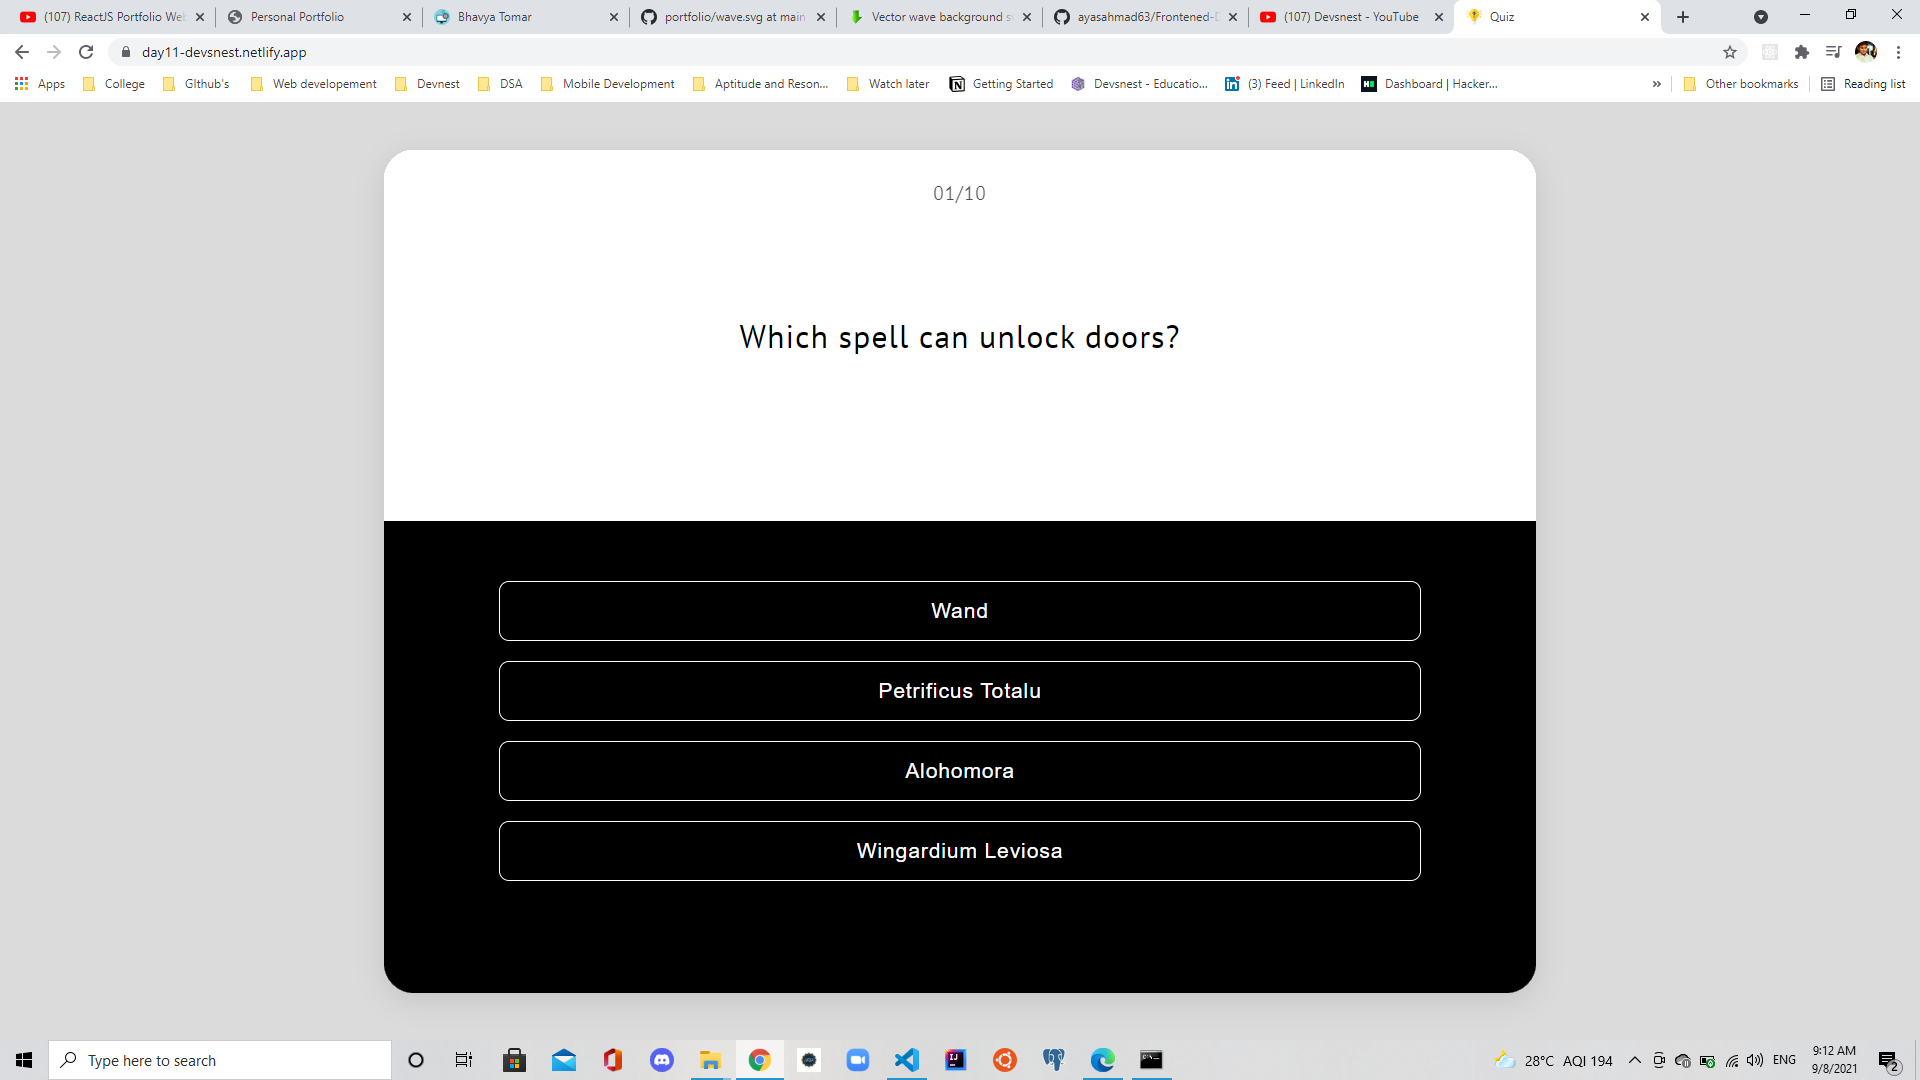 (107) ReactJS Portfolio Web
Personal Portfolio
Bhavya Tomar
portfolio/wave.svg at main
Vector wave background sv
ayasahmad63/Frontened-D
(107) Devsnest - YouTube
Quiz
day11-devsnest.netlify.app
Apps
College
GIthub's
Web developement
Devnest
DSA
Mobile Development
Aptitude and Reson...
Watch later
Getting Started
Devsnest - Educatio...
(3) Feed | LinkedIn
Dashboard | Hacker...
»
Other bookmarks
Reading list
01/10
Which spell can unlock doors?
Wand
Petrificus Totalu
Alohomora
Wingardium Leviosa
Type here to search
28°C AQI 194
ENG
9:12 AM
9/8/2021
2